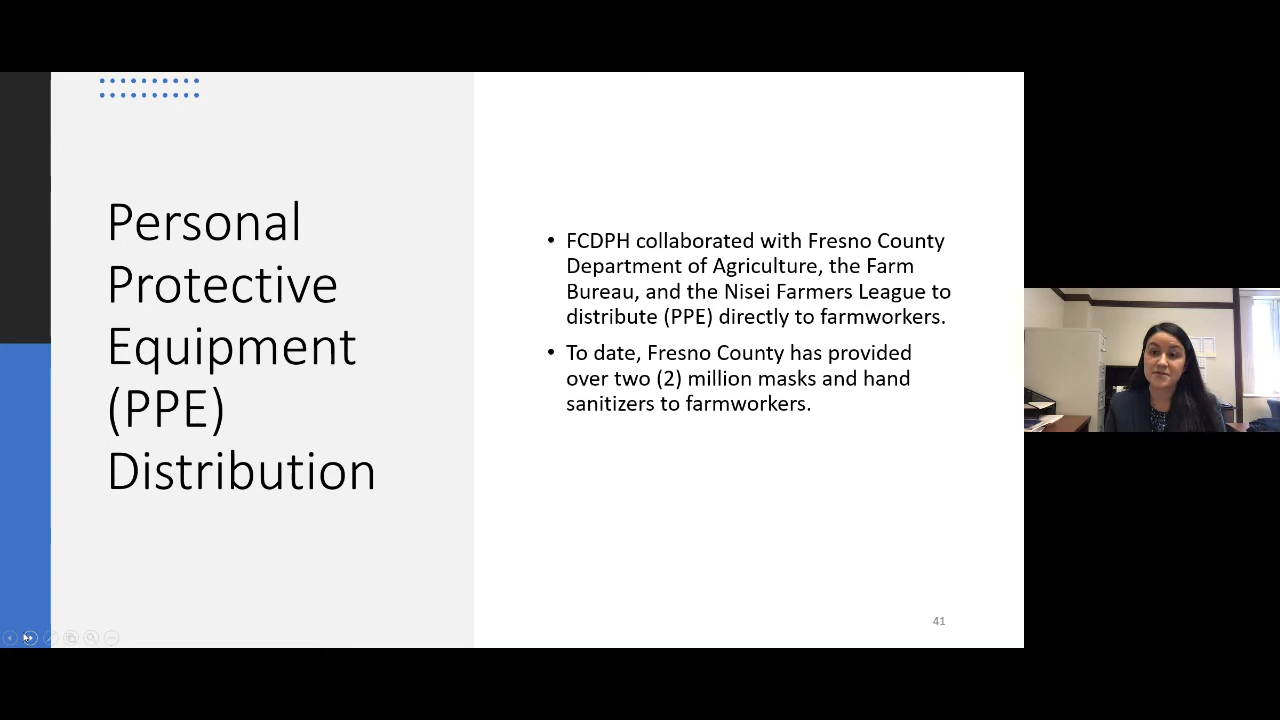 Personal
Protective
Equipment
(PPE)
Distribution
• FCDPH collaborated with Fresno County
Department of Agriculture, the Farm
Bureau, and the Nisei Farmers League to
distribute (PPE) directly to farmworkers.
• To date, Fresno County has provided
over two (2) million masks and hand
sanitizers to farmworkers.
41